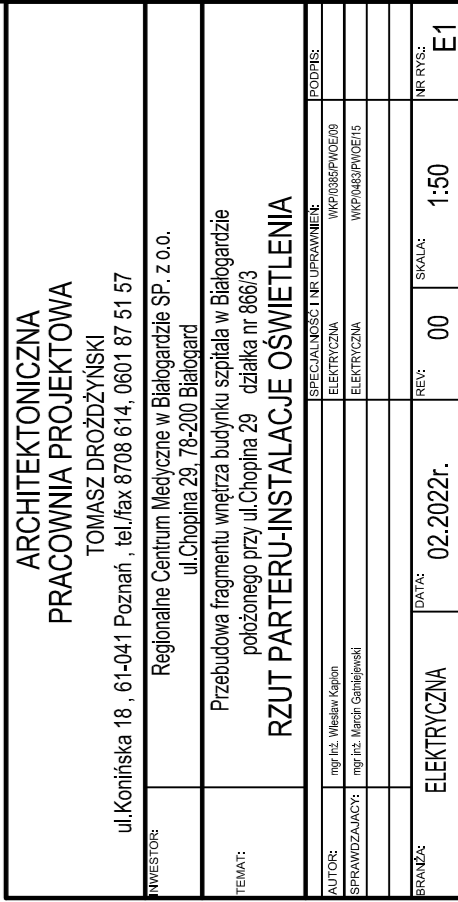 ARCHITEKTONICZNA
PRACOWNIA PROJEKTOWA
TOMASZ DROŻDŻYŃSKI
ul.Konińska 18 , 61-041 Poznań , tel./fax 8708 614, 0601 87 51 57
INWESTOR:
Regionalne Centrum Medyczne w Białogardzie SP. z o.o.
ul.Chopina 29, 78-200 Białogard
TEMAT:
Przebudowa fragmentu wnętrza budynku szpitala w Białogardzie
położonego przy ul.Chopina 29 działka nr 866/3
RZUT PARTERU-INSTALACJE OŚWIETLENIA
SPECJALNOŚĆ I NR UPRAWNIEŃ: PODPIS:
AUTOR: mgr inż. Wiesław Kapłon ELEKTRYCZNA WKP/0385/PWOE/09
SPRAWDZAJACY: mgr inż. Marcin Gatniejewski ELEKTRYCZNA WKP/0483/PWOE/15
BRANŻA: DATA: REV: SKALA: NR RYS.:
ELEKTRYCZNA 02.2022r. 00 1:50 E1